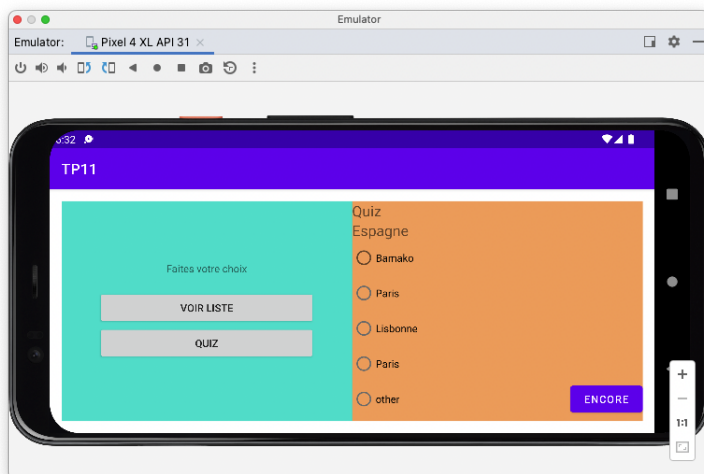 Emulator
Emulator: Pixel 4 XL API 31
:32
TP11
Faites votre choix
VOIR LISTE
QUIZ
Quiz
Espagne
Bamako
Paris
Lisbonne
Paris
other
ENCORE
1:1